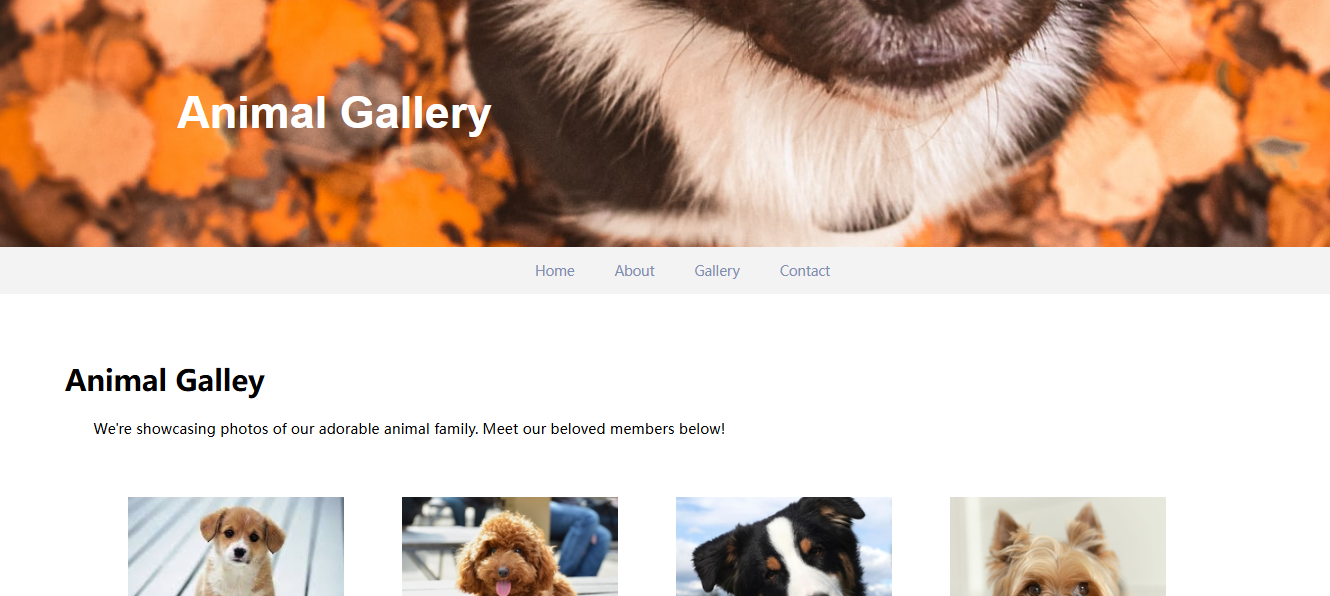 Animal Gallery
Home About Gallery Contact
Animal Galley
We're showcasing photos of our adorable animal family. Meet our beloved members below!